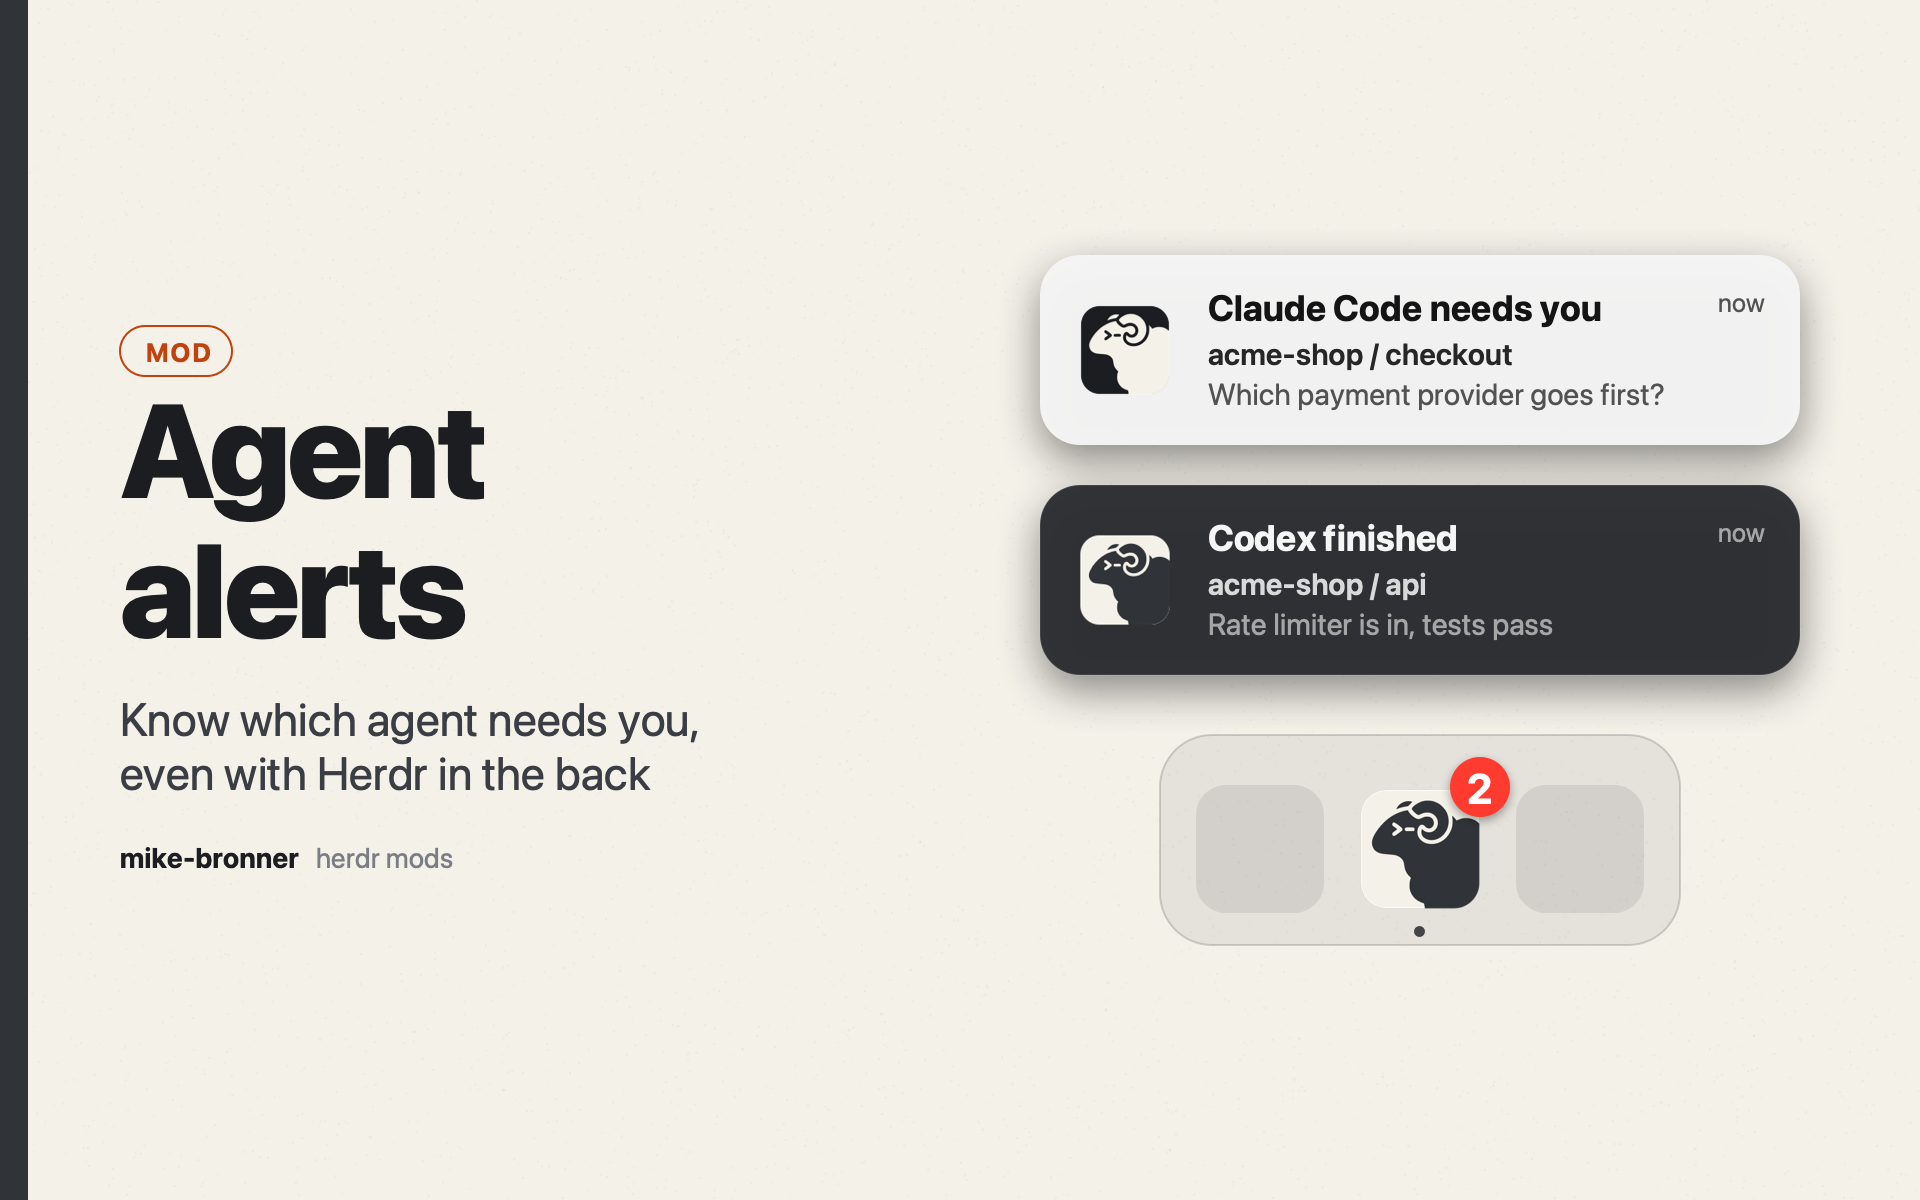 MOD
Agent
alerts
Know which agent needs you,
even with Herdr in the back
mike-bronner herdr mods
Claude Code needs you
now
acme-shop / checkout
Which payment provider goes first?
Codex finished
now
acme-shop / api
Rate limiter is in, tests pass
2